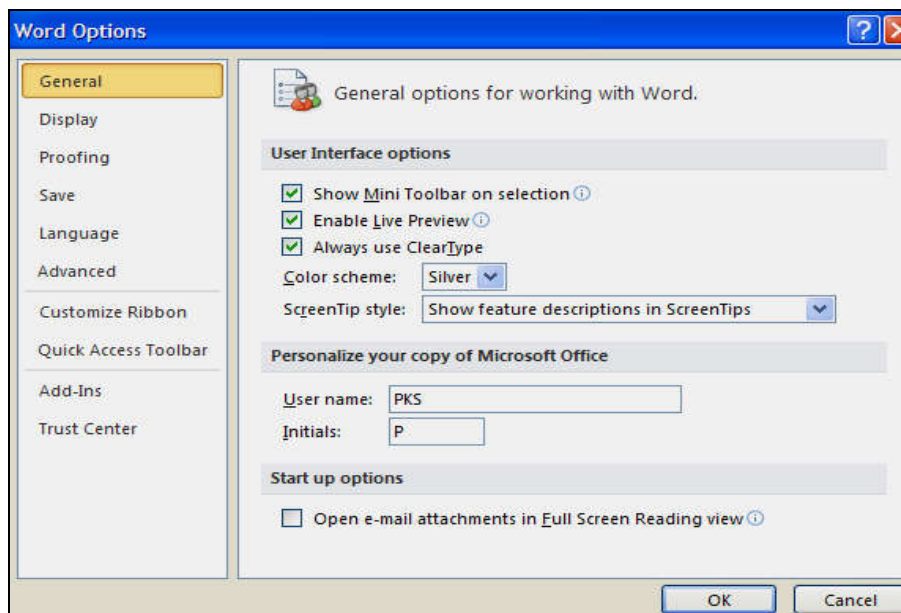 Word Options
General
Display
Proofing
Save
Language
Advanced
Customize Ribbon
Quick Access Toolbar
Add-Ins
Trust Center
General options for working with Word.
User Interface options
Show Mini Toolbar on selection
Enable Live Preview
Always use ClearType
Color scheme: Silver
ScreenTip style: Show feature descriptions in ScreenTips
Personalize your copy of Microsoft Office
User name: PKS
Initials: P
Start up options
Open e-mail attachments in Full Screen Reading view
OK Cancel